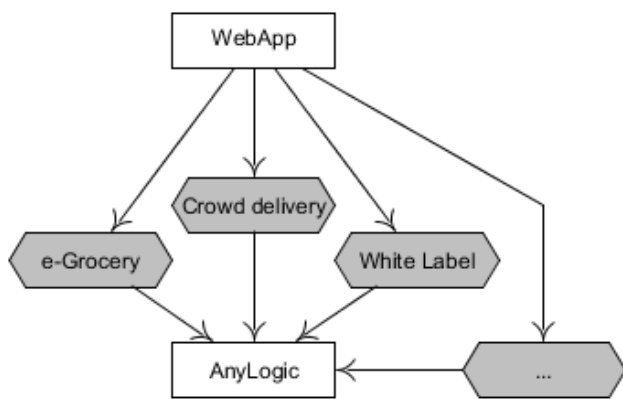 WebApp
Crowd delivery
e-Grocery
White Label
AnyLogic
...